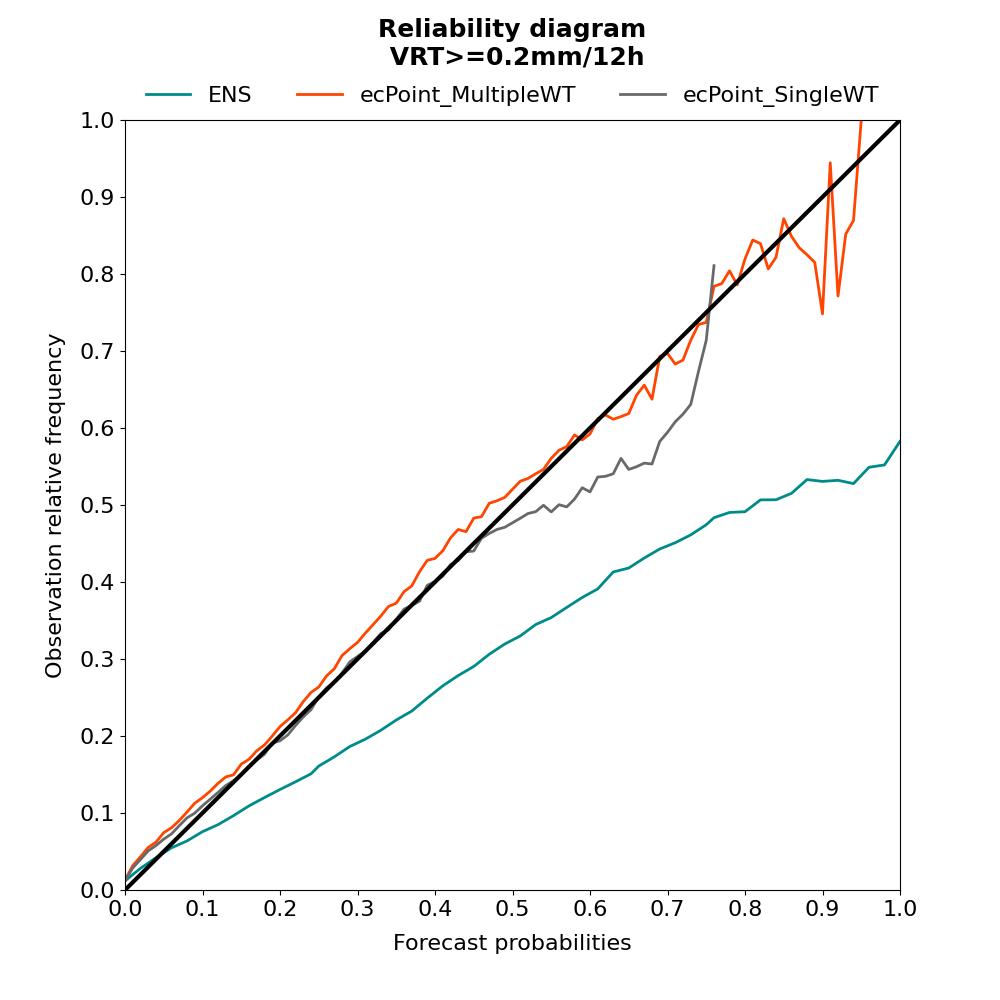 Reliability diagram
VRT>=0.2mm/12h
ENS ecPoint_MultipleWT ecPoint_SingleWT
1.0
0.9
0.8
0.7
0.6
0.5
0.4
0.3
0.2
0.1
0.0
Observation relative frequency
0.0 0.1 0.2 0.3 0.4 0.5 0.6 0.7 0.8 0.9 1.0
Forecast probabilities